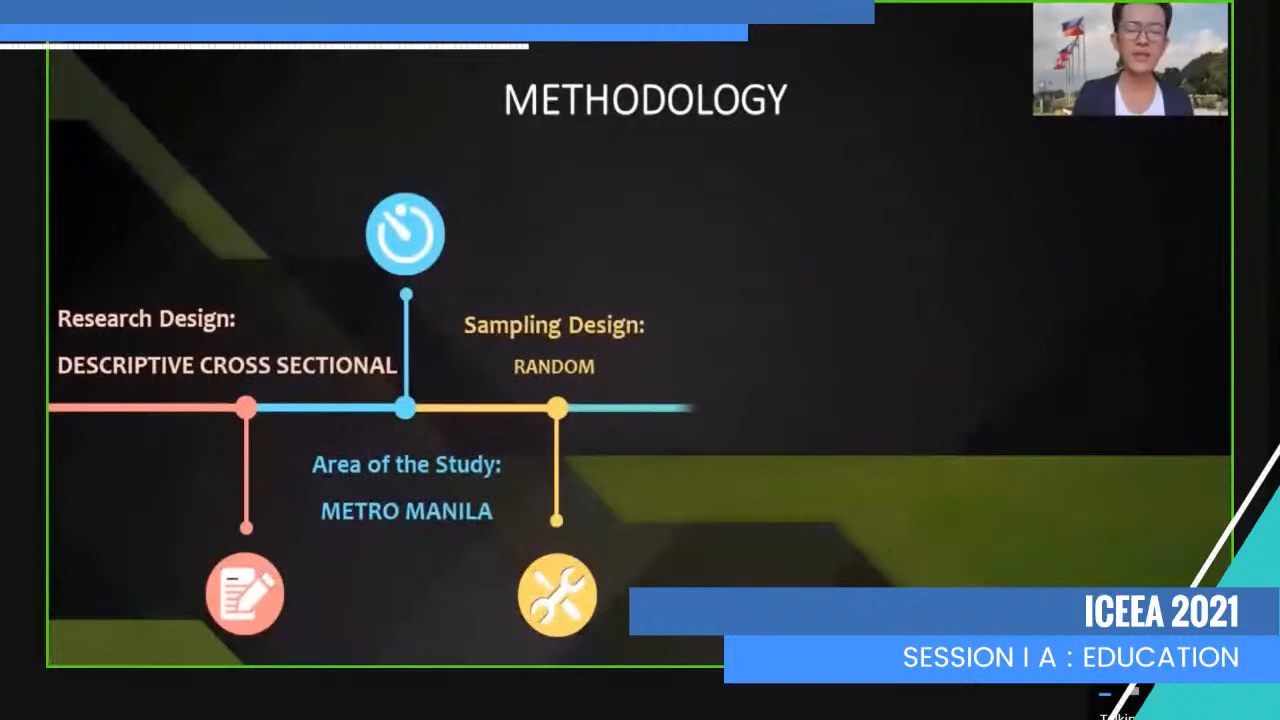 METHODOLOGY
Research Design:
DESCRIPTIVE CROSS SECTIONAL
Sampling Design:
RANDOM
Area of the Study:
METRO MANILA
ICEEA 2021
SESSION I A : EDUCATION